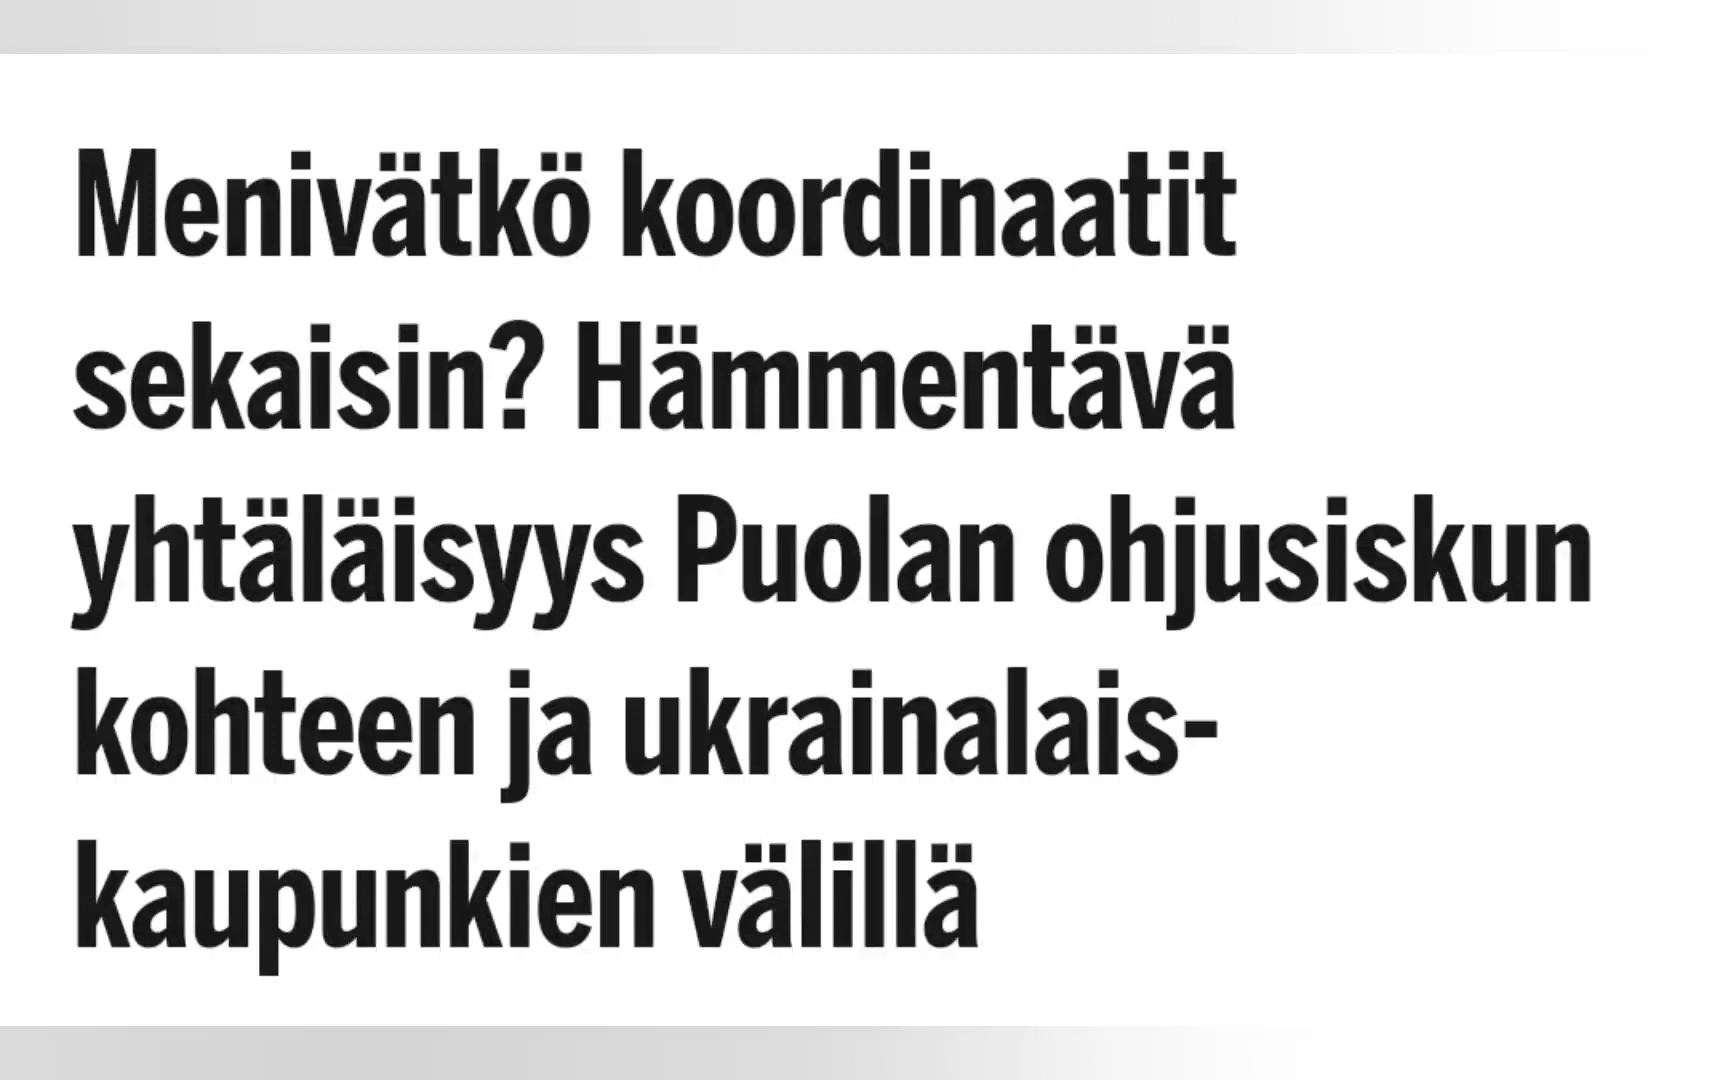 Menivätkö koordinaatit
sekaisin? Hämmentävä
yhtäläisyys Puolan ohjusiskun
kohteen ja ukrainalais-
kaupunkien välillä